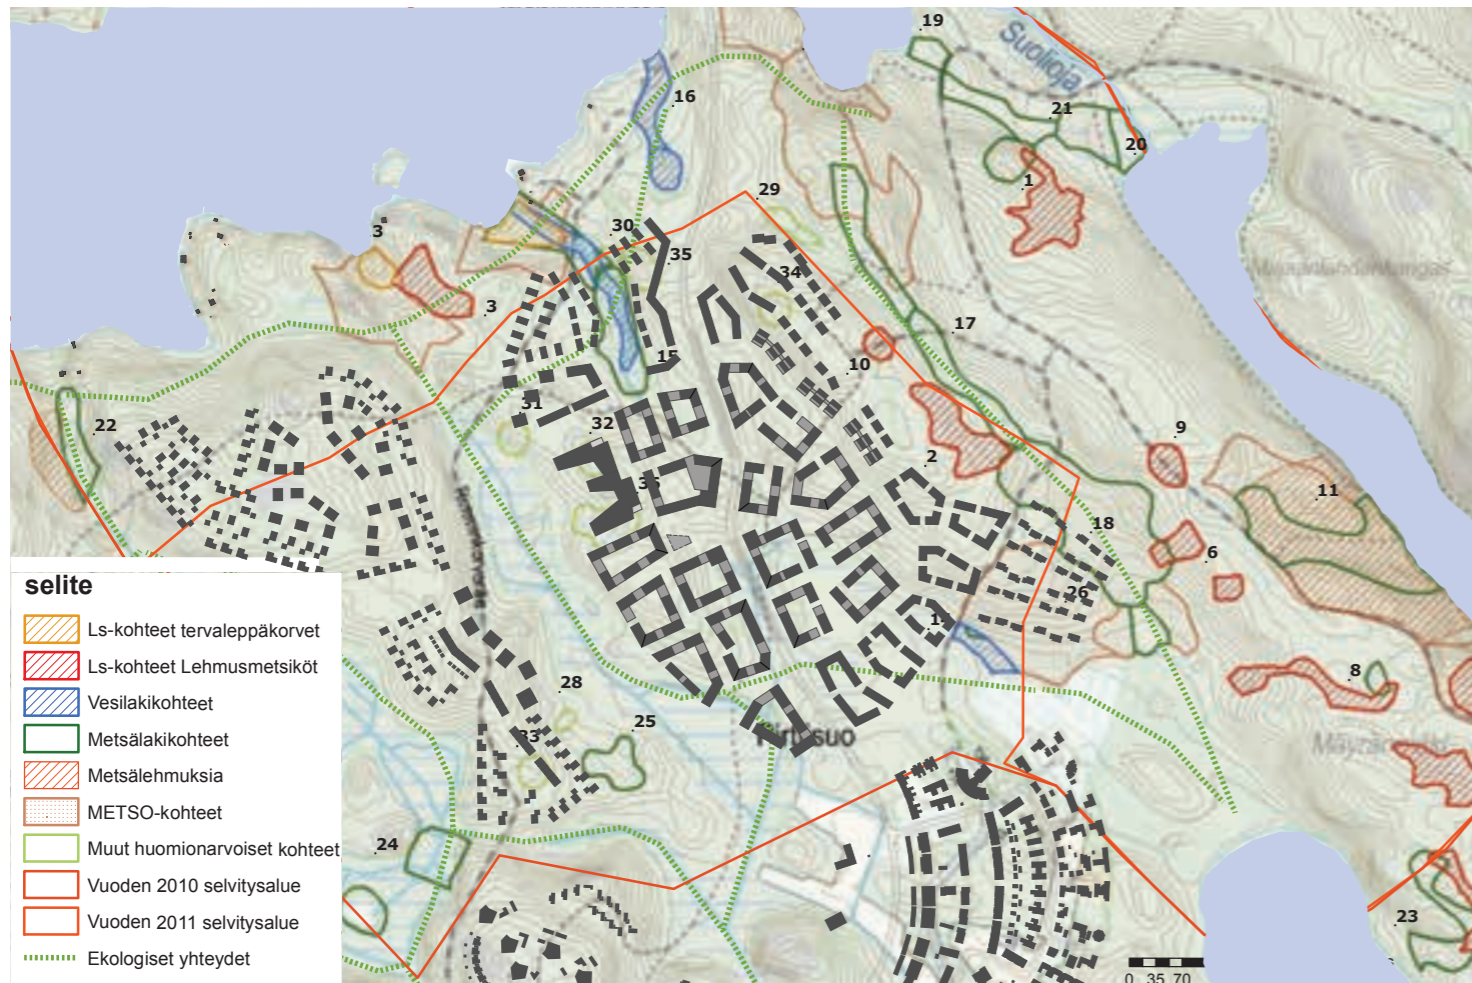 19
Suolioja
16
21
20
1
29
3
30
35
34
3
17
15
10
31
32
22
9
2
11
18
6
26
8
28
25
33
24
23
selite
Ls-kohteet tervaleppäkorvet
Ls-kohteet Lehmusmetsiköt
Vesilakikohteet
Metsälakikohteet
Metsälehmuksia
METSO-kohteet
Muut huomionarvoiset kohteet
Vuoden 2010 selvitysalue
Vuoden 2011 selvitysalue
Ekologiset yhteydet
0 35 70